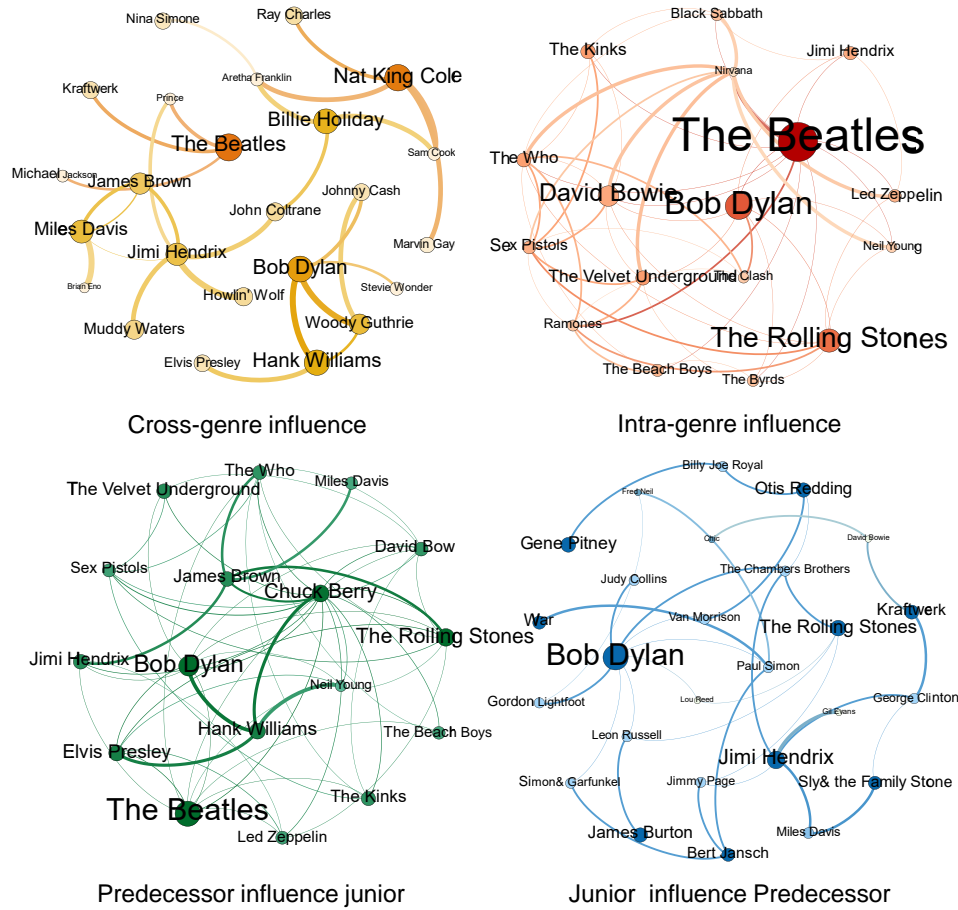 Nina Simone
Ray Charles
Kraftwerk
Prince
Aretha Franklin
Nat King Cole
Billie Holiday
The Beatles
Sam Cook
Michael Jackson
James Brown
Johnny Cash
Miles Davis
John Coltrane
Jimi Hendrix
Marvin Gay
Bob Dylan
Brian Eno
Howlin' Wolf
Stevie Wonder
Muddy Waters
Woody Guthrie
Elvis Presley
Hank Williams
Cross-genre influence
Black Sabbath
The Kinks
Jimi Hendrix
Nirvana
The Beatles
The Who
David Bowie
Bob Dylan
Led Zeppelin
Sex Pistols
Neil Young
The Velvet Underground
The Clash
Ramones
The Rolling Stones
The Beach Boys
The Byrds
Intra-genre influence
The Who
The Velvet Underground
Miles Davis
David Bow
Sex Pistols
James Brown
Chuck Berry
The Rolling Stones
Jimi Hendrix
Bob Dylan
Neil Young
Hank Williams
The Beach Boys
Elvis Presley
The Beatles
The Kinks
Led Zeppelin
Predecessor influence junior
Billy Joe Royal
Fred Neil
Otis Redding
Gene Pitney
Chic
David Bowie
Judy Collins
The Chambers Brothers
War
Van Morrison
Kraftwerk
The Rolling Stones
Bob Dylan
Paul Simon
Gordon Lightfoot
Lou Reed
George Clinton
Gil Evans
Leon Russell
Jimi Hendrix
Simon& Garfunkel
Jimmy Page
Sly& the Family Stone
James Burton
Miles Davis
Bert Jansch
Junior influence Predecessor